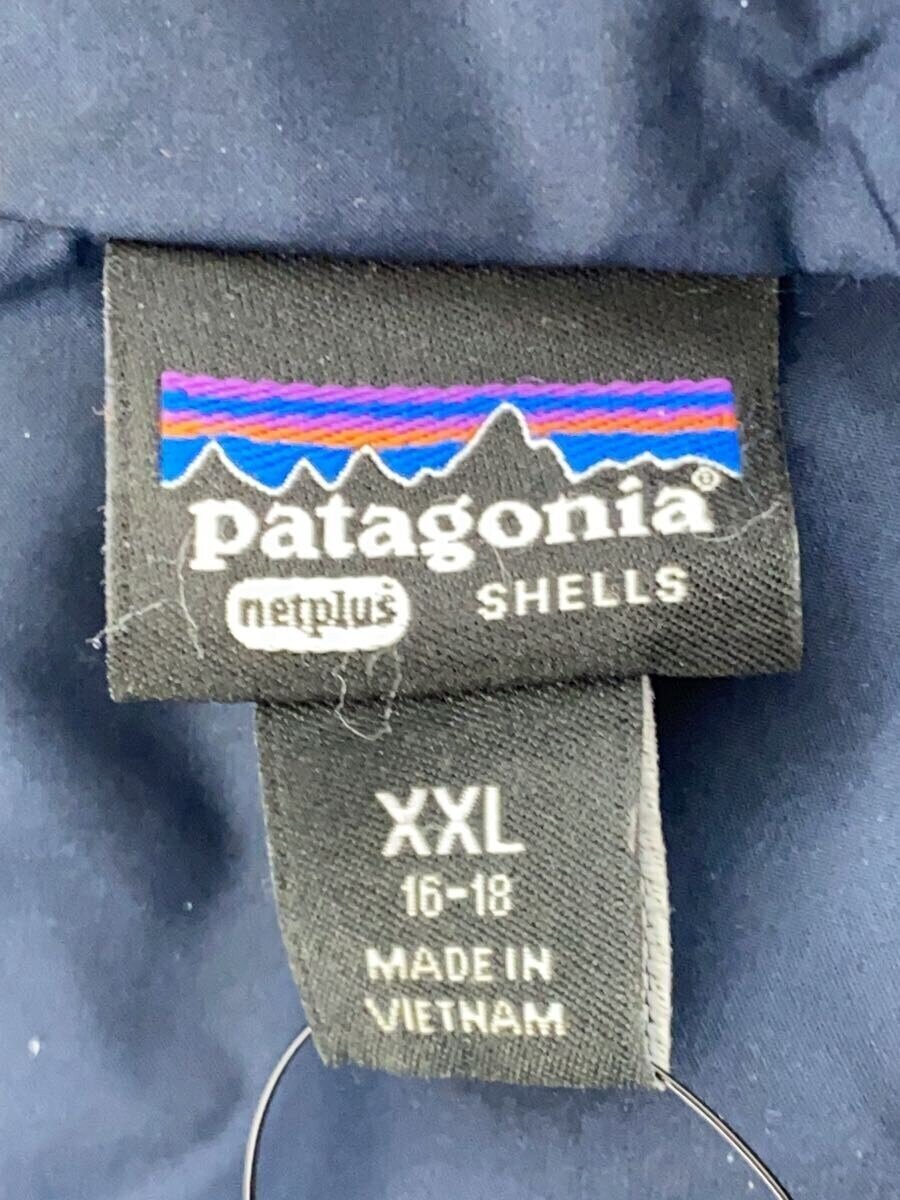 patagonia®
netplus® SHELLS
XXL
16-18
MADE IN
VIETNAM